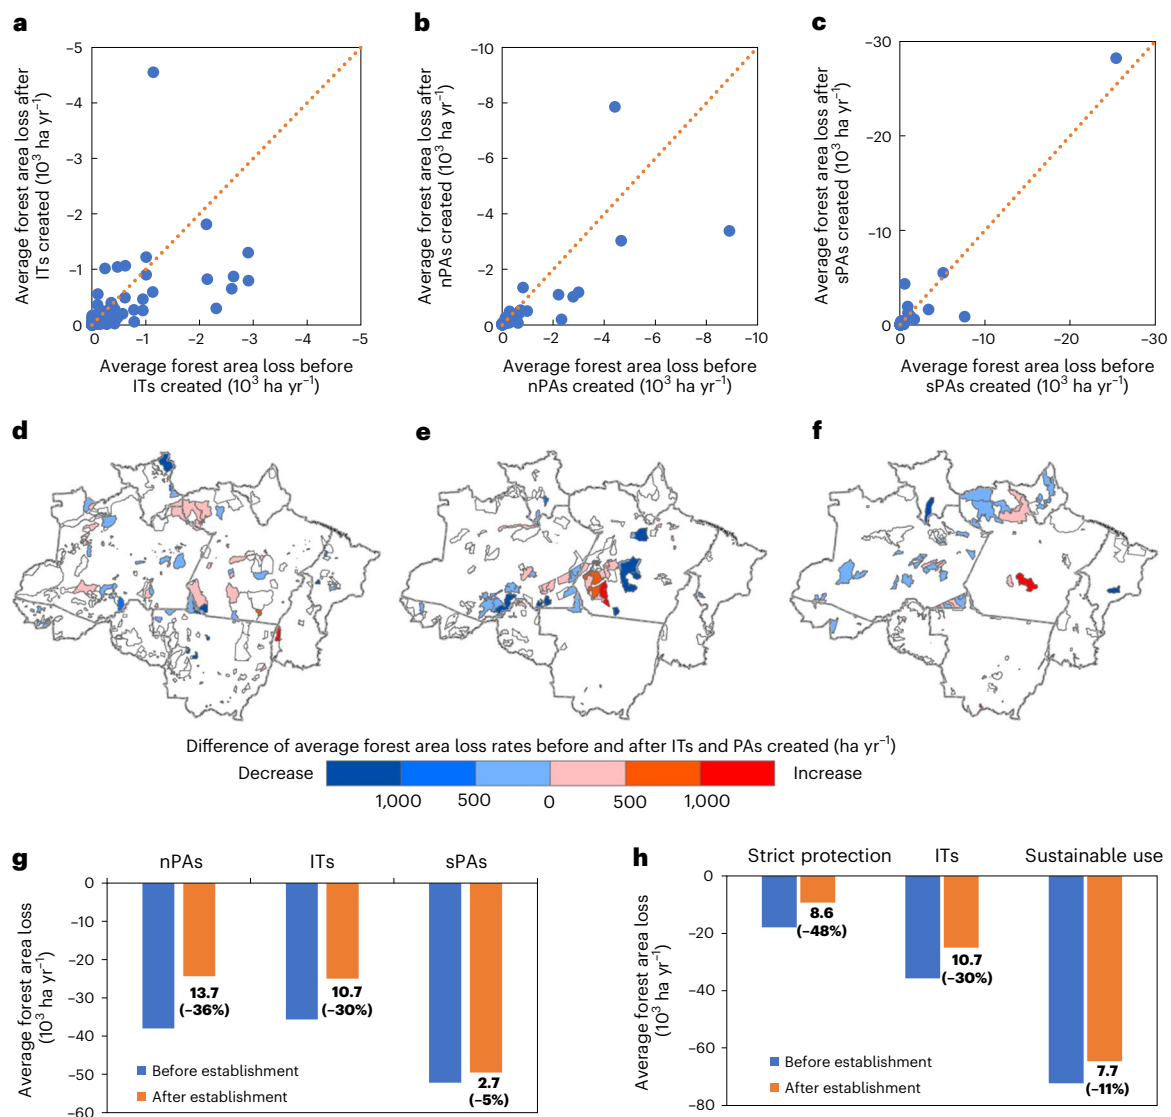 a
b
c
–5
–4
–3
–2
–1
0
0
–1
–2
–3
–4
–5
Average forest area loss after
ITs created (10³ ha yr⁻¹)
Average forest area loss before
ITs created (10³ ha yr⁻¹)
–10
–8
–6
–4
–2
0
0
–2
–4
–6
–8
–10
Average forest area loss after
nPAs created (10³ ha yr⁻¹)
Average forest area loss before
nPAs created (10³ ha yr⁻¹)
–30
–20
–10
0
0
–10
–20
–30
Average forest area loss after
sPAs created (10³ ha yr⁻¹)
Average forest area loss before
sPAs created (10³ ha yr⁻¹)
d
e
f
Difference of average forest area loss rates before and after ITs and PAs created (ha yr⁻¹)
Decrease
Increase
1,000
500
0
500
1,000
g
nPAs
ITs
sPAs
0
–10
–20
–30
–40
–50
–60
Average forest area loss
(10³ ha yr⁻¹)
13.7
(–36%)
10.7
(–30%)
2.7
(–5%)
Before establishment
After establishment
h
Strict protection
ITs
Sustainable use
0
–20
–40
–60
–80
Average forest area loss
(10³ ha yr⁻¹)
8.6
(–48%)
10.7
(–30%)
7.7
(–11%)
Before establishment
After establishment